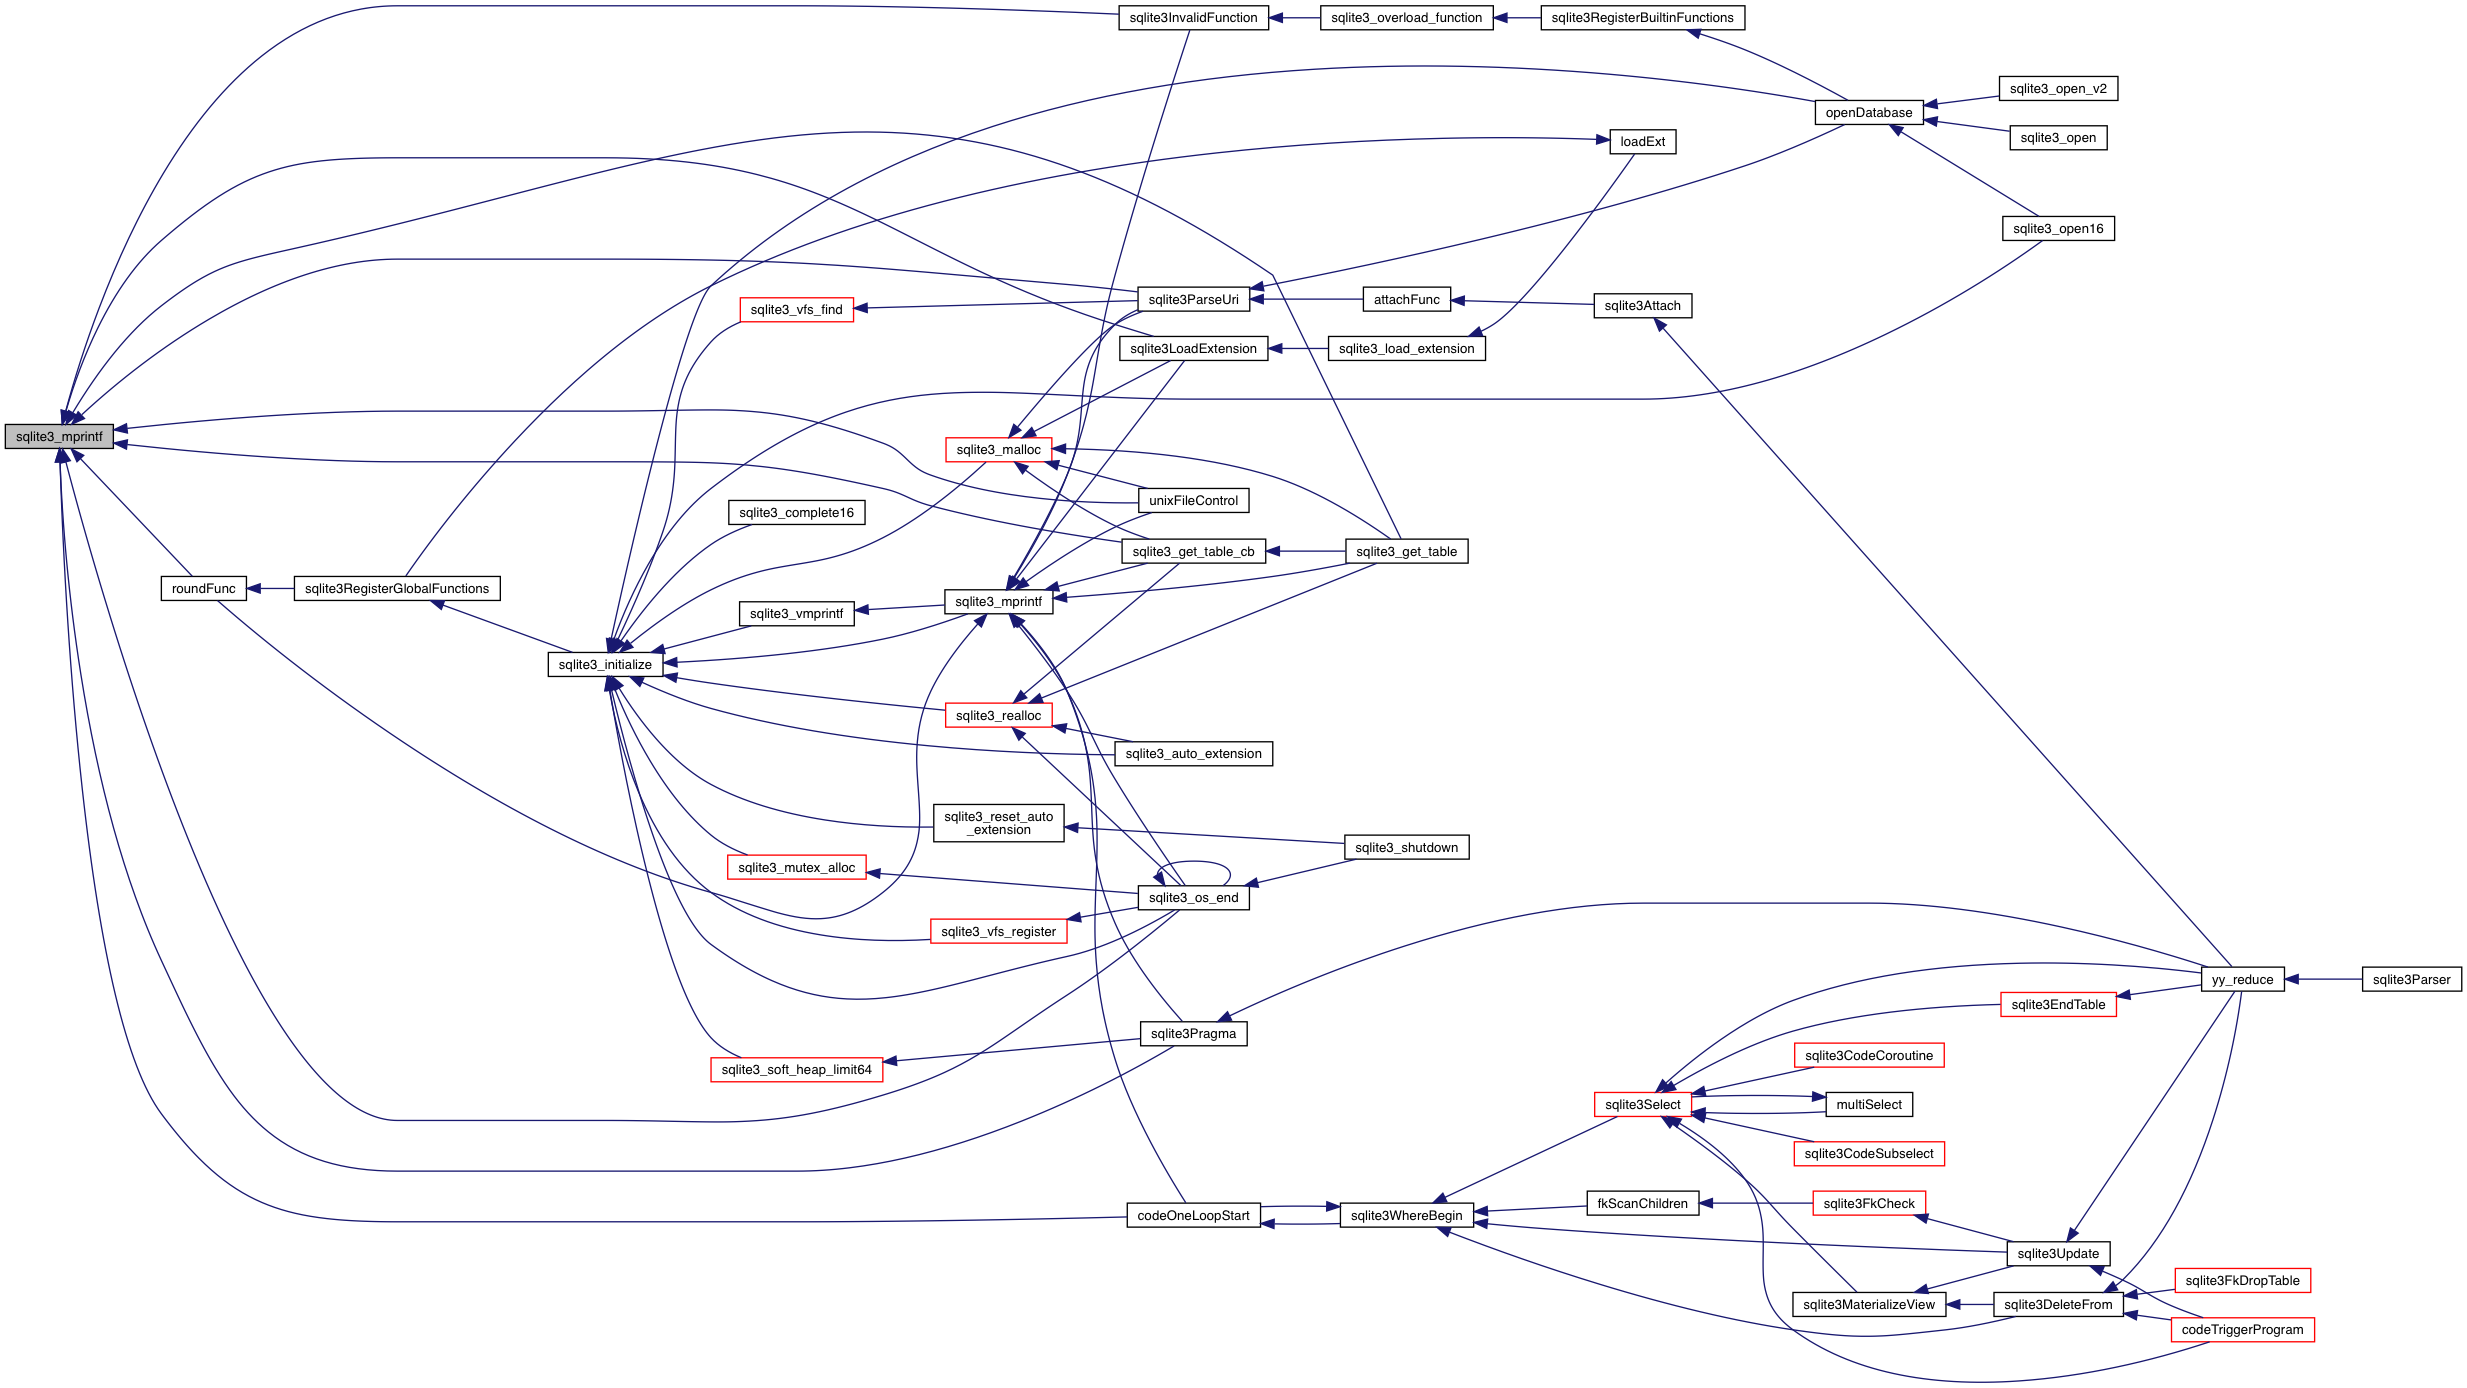 sqlite3InvalidFunction
sqlite3_overload_function
sqlite3RegisterBuiltinFunctions
sqlite3_open_v2
openDatabase
sqlite3_open
loadExt
sqlite3_open16
sqlite3ParseUri
attachFunc
sqlite3Attach
sqlite3_vfs_find
sqlite3LoadExtension
sqlite3_load_extension
sqlite3_mprintf
sqlite3_malloc
unixFileControl
sqlite3_complete16
sqlite3_get_table_cb
sqlite3_get_table
roundFunc
sqlite3RegisterGlobalFunctions
sqlite3_mprintf
sqlite3_vmprintf
sqlite3_initialize
sqlite3_realloc
sqlite3_auto_extension
sqlite3_reset_auto
_extension
sqlite3_shutdown
sqlite3_mutex_alloc
sqlite3_os_end
sqlite3_vfs_register
yy_reduce
sqlite3Parser
sqlite3EndTable
sqlite3Pragma
sqlite3CodeCoroutine
sqlite3_soft_heap_limit64
sqlite3Select
multiSelect
sqlite3CodeSubselect
fkScanChildren
sqlite3FkCheck
codeOneLoopStart
sqlite3WhereBegin
sqlite3Update
sqlite3FkDropTable
sqlite3MaterializeView
sqlite3DeleteFrom
codeTriggerProgram